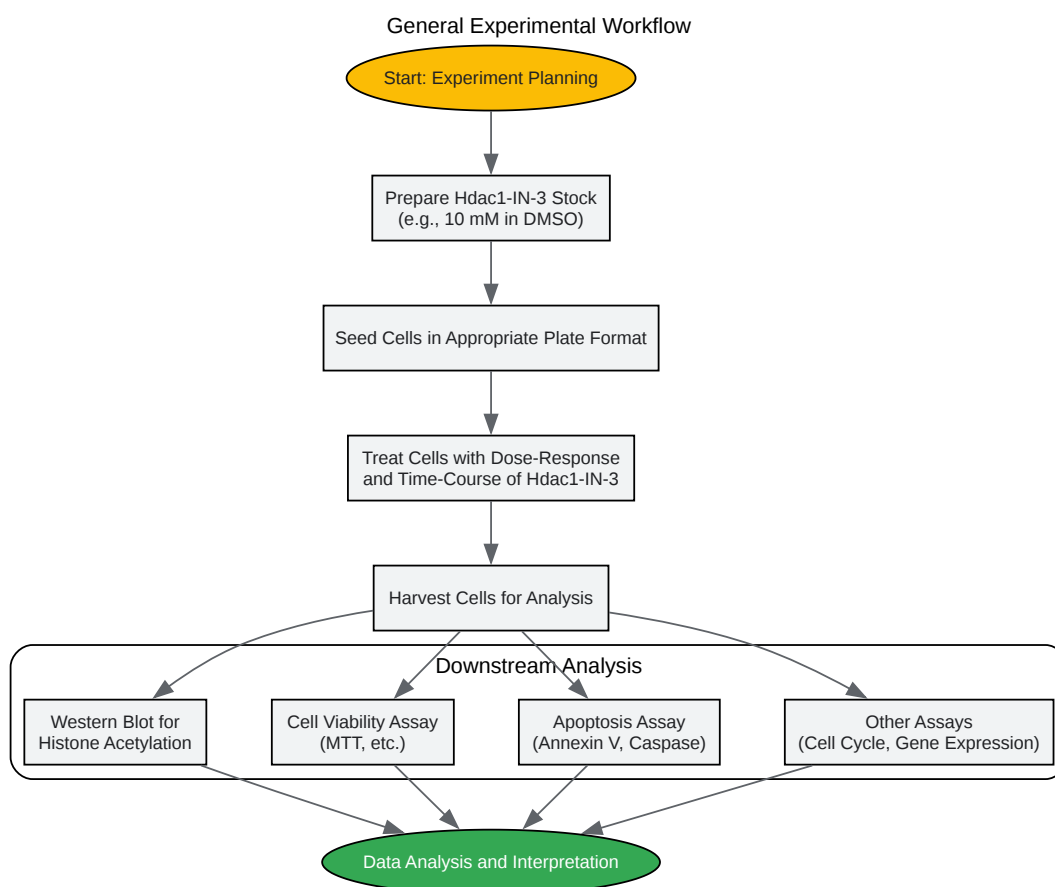 General Experimental Workflow
Start: Experiment Planning
Prepare Hdac1-IN-3 Stock
(e.g., 10 mM in DMSO)
Seed Cells in Appropriate Plate Format
Treat Cells with Dose-Response
and Time-Course of Hdac1-IN-3
Harvest Cells for Analysis
Downstream Analysis
Western Blot for
Histone Acetylation
Cell Viability Assay
(MTT, etc.)
Apoptosis Assay
(Annexin V, Caspase)
Other Assays
(Cell Cycle, Gene Expression)
Data Analysis and Interpretation